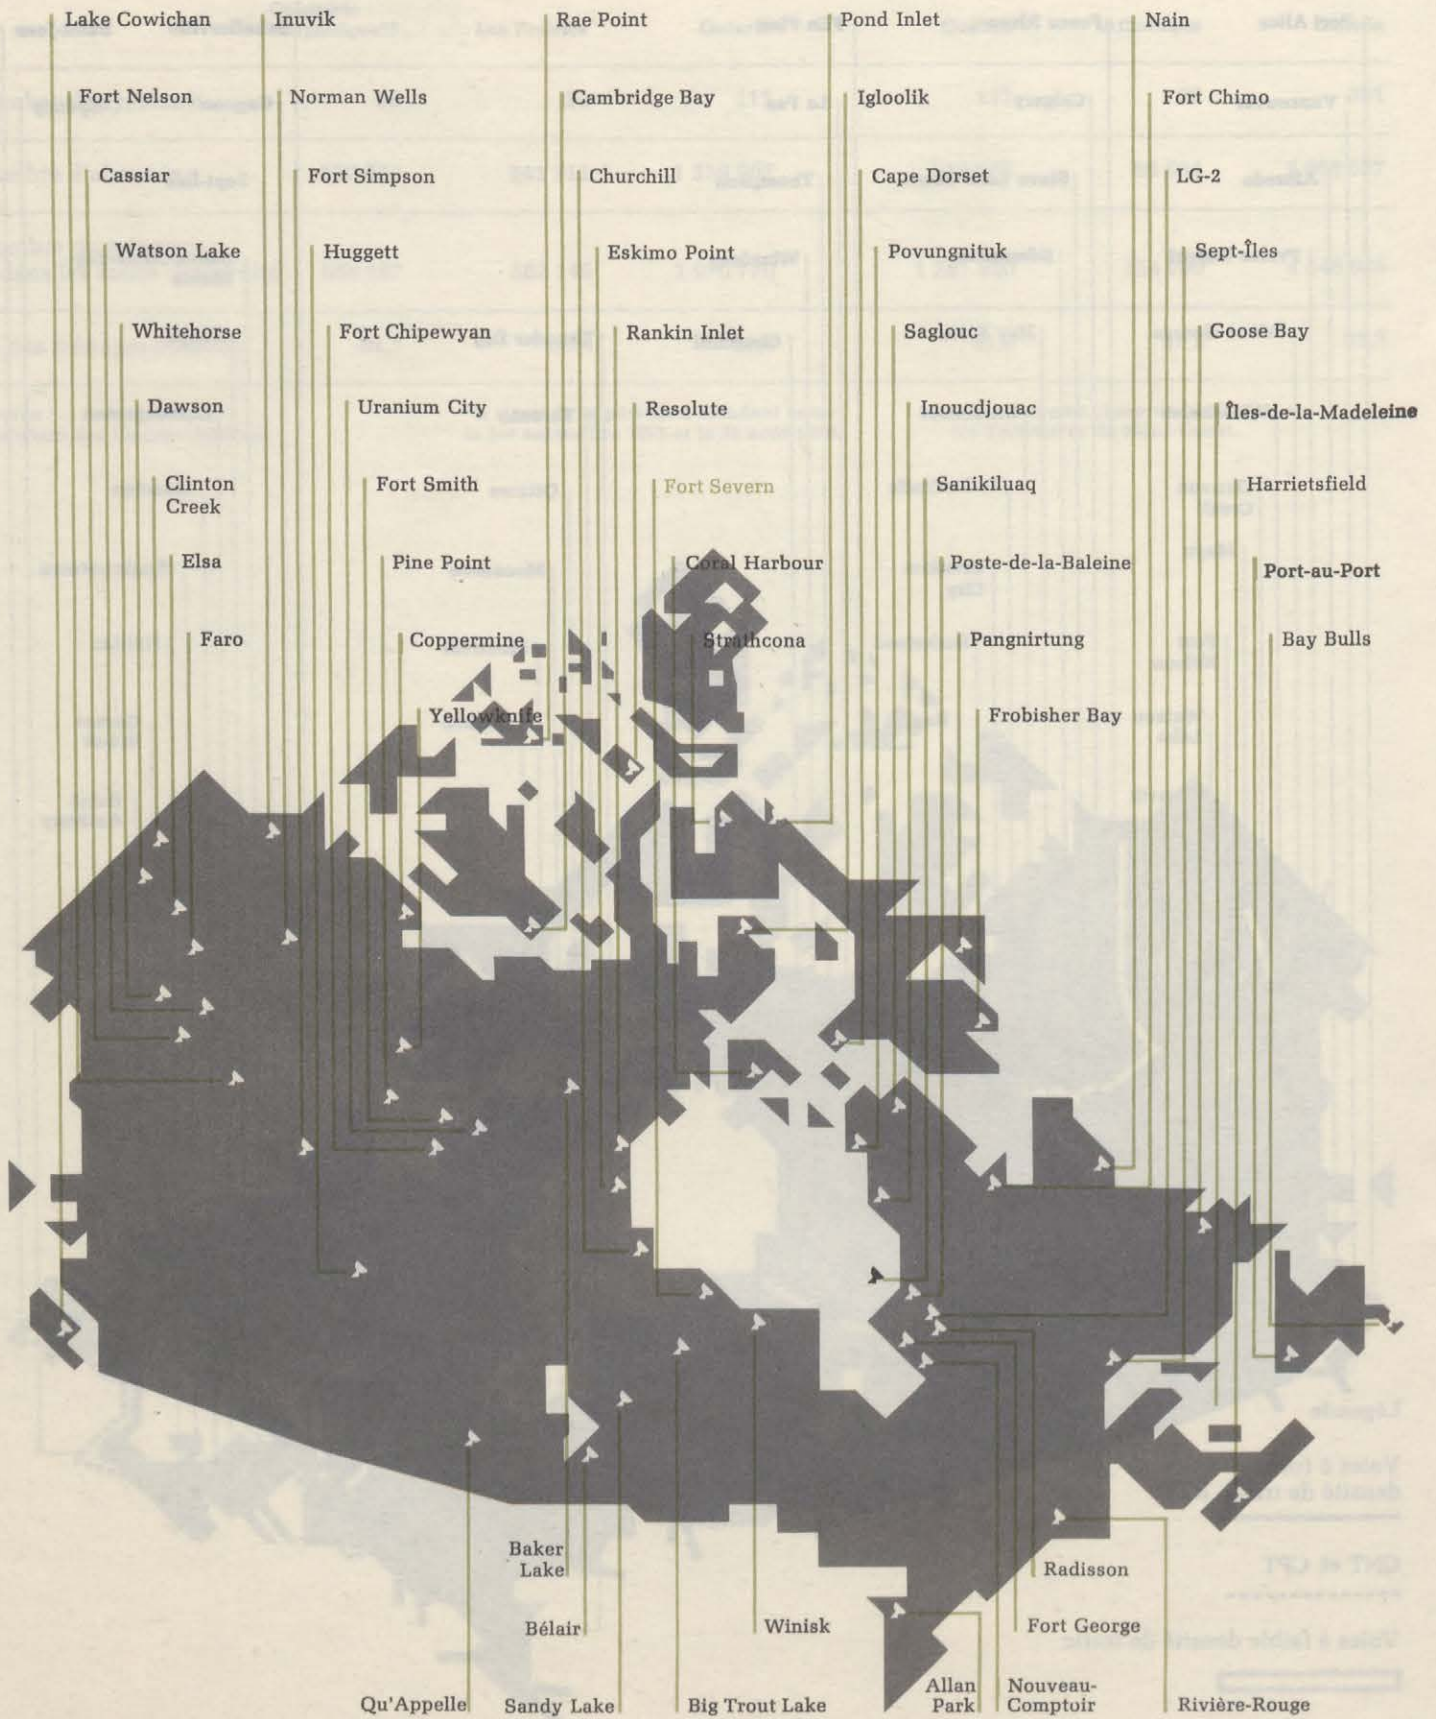 Lake Cowichan
Inuvik
Rae Point
Pond Inlet
Nain
Fort Nelson
Norman Wells
Cambridge Bay
Igloolik
Fort Chimo
Cassiar
Fort Simpson
Churchill
Cape Dorset
LG-2
Watson Lake
Huggett
Eskimo Point
Povungnituk
Sept-Îles
Whitehorse
Fort Chipewyan
Rankin Inlet
Saglouc
Goose Bay
Dawson
Uranium City
Resolute
Inoucdjouac
Îles-de-la-Madeleine
Clinton
Creek
Fort Smith
Fort Severn
Sanikiluaq
Harrietsfield
Elsa
Pine Point
Coral Harbour
Poste-de-la-Baleine
Port-au-Port
Faro
Coppermine
Strathcona
Pangnirtung
Bay Bulls
Yellowknife
Frobisher Bay
Baker
Lake
Radisson
Bélair
Winisk
Fort George
Qu'Appelle
Sandy Lake
Big Trout Lake
Allan
Park
Nouveau-
Comptoir
Rivière-Rouge